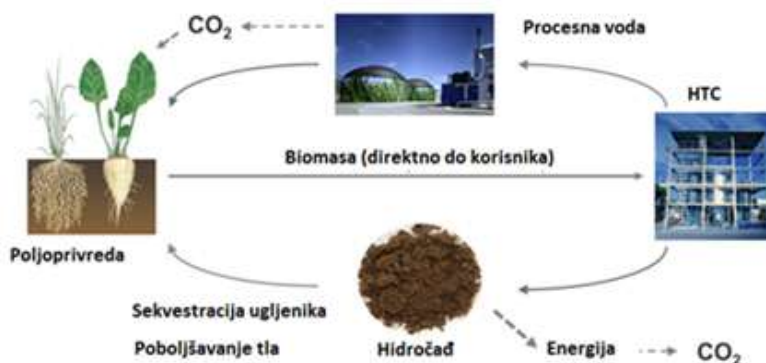 CO2
Procesna voda
HTC
Biomasa (direktno do korisnika)
Poljoprivreda
Sekvestracija ugljenika
Poboljšavanje tla
Hidročađ
Energija
CO2